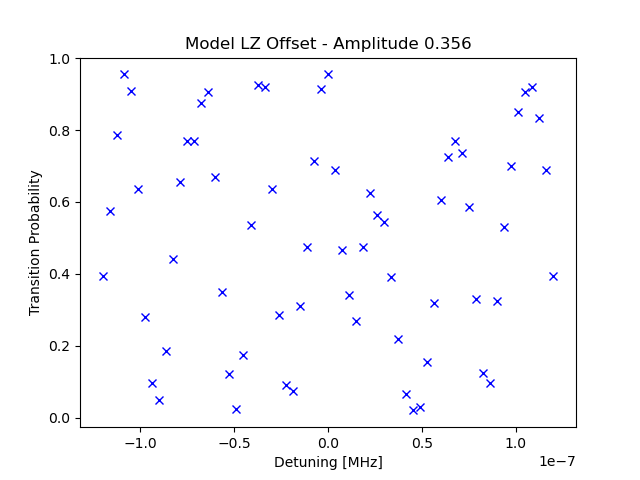 Model LZ Offset - Amplitude 0.356
1.0
0.8
0.6
0.4
0.2
0.0
Transition Probability
−1.0 −0.5 0.0 0.5 1.0
1e−7
Detuning [MHz]